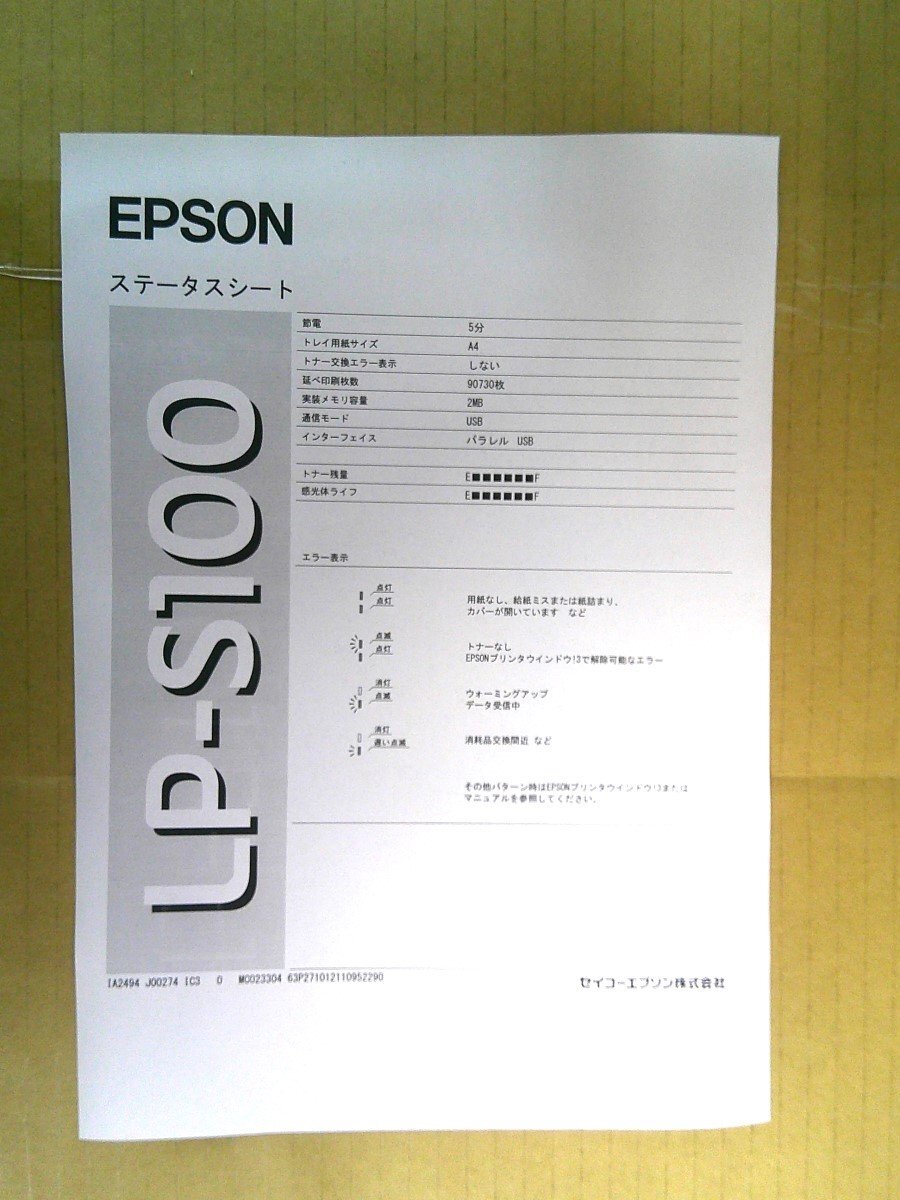 EPSON
ステータスシート
LP-S100
節電 5分
トレイ用紙サイズ A4
トナー交換エラー表示 しない
延べ印刷枚数 90730枚
実装メモリ容量 2MB
通信モード USB
インターフェイス パラレル USB
トナー残量 E■■■■■■F
感光体ライフ E■■■■■■F
エラー表示
点灯
点灯
用紙なし、給紙ミスまたは紙詰まり、
カバーが開いています など
点滅
点灯
トナーなし
EPSONプリンタウインドウ!3で解除可能なエラー
消灯
点滅
ウォーミングアップ
データ受信中
消灯
遅い点滅
消耗品交換間近 など
その他パターン時はEPSONプリンタウインドウ!3または
マニュアルを参照してください。
IA2494 J00274 IC3 0 MC023304 63P271012110952290
セイコーエプソン株式会社